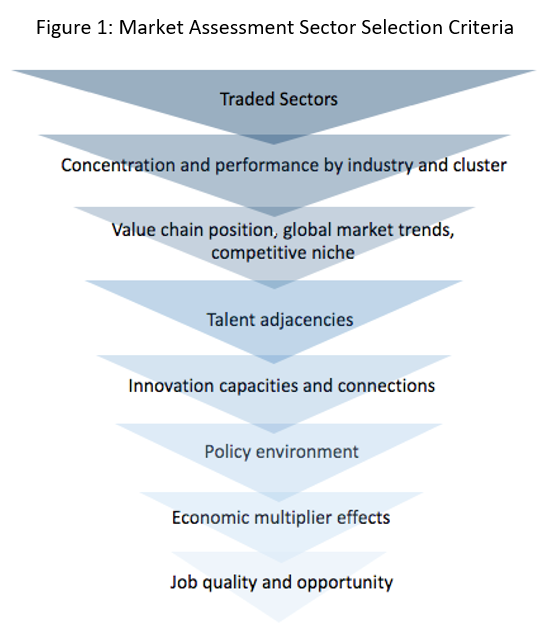 Figure 1: Market Assessment Sector Selection Criteria
Traded Sectors
Concentration and performance by industry and cluster
Value chain position, global market trends,
competitive niche
Talent adjacencies
Innovation capacities and connections
Policy environment
Economic multiplier effects
Job quality and opportunity